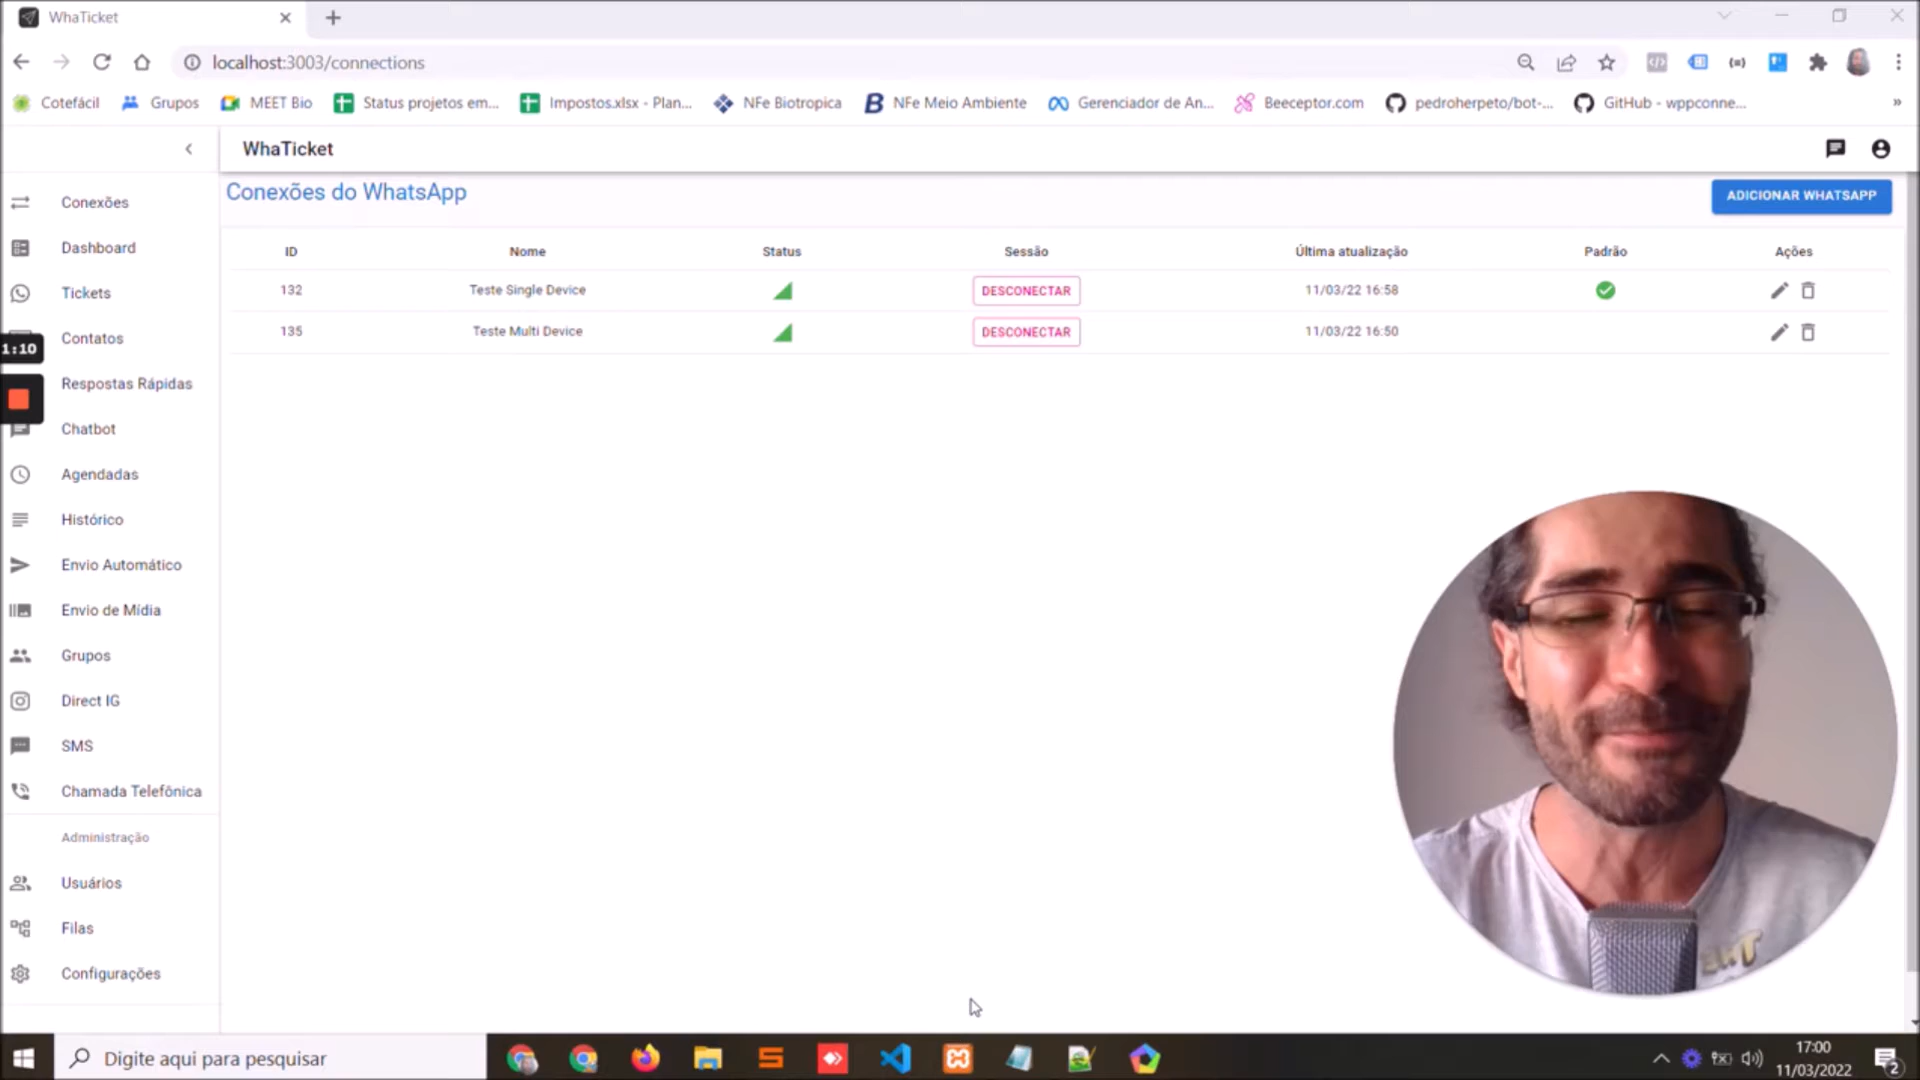 WhaTicket
localhost:3003/connections
Cotefácil
Grupos
MEET Bio
Status projetos em...
Impostos.xlsx - Plan...
NFe Biotropica
NFe Meio Ambiente
Gerenciador de An...
Beeceptor.com
pedroherpeto/bot-...
GitHub - wppconne...
»
WhaTicket
Conexões do WhatsApp
ADICIONAR WHATSAPP
ID Nome Status Sessão Última atualização Padrão Ações
132 Teste Single Device DESCONECTAR 11/03/22 16:58
135 Teste Multi Device DESCONECTAR 11/03/22 16:50
Conexões
Dashboard
Tickets
Contatos
1:10
Respostas Rápidas
Chatbot
Agendadas
Histórico
Envio Automático
Envio de Mídia
Grupos
Direct IG
SMS
Chamada Telefônica
Administração
Usuários
Filas
Configurações
Digite aqui para pesquisar
17:00
11/03/2022
2